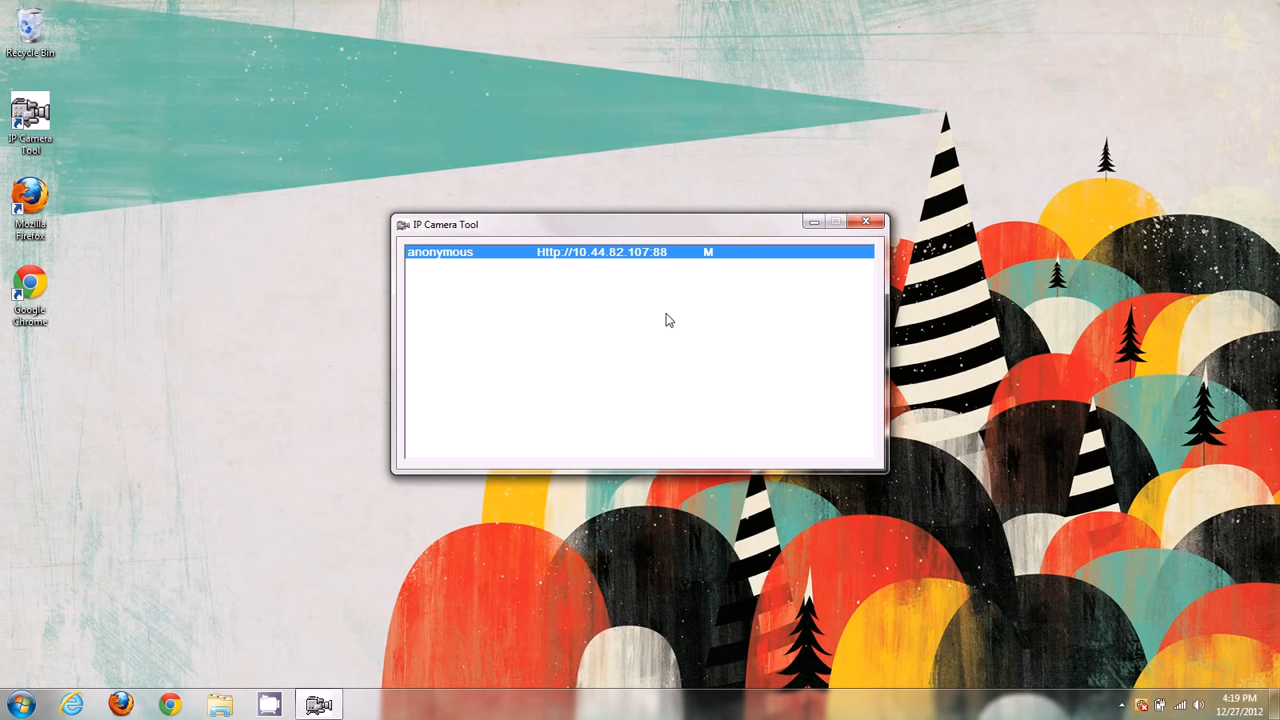 Recycle Bin
IP Camera
Tool
Mozilla
Firefox
Google
Chrome
IP Camera Tool
anonymous Http://10.44.82.107:88 M
4:19 PM
12/27/2012